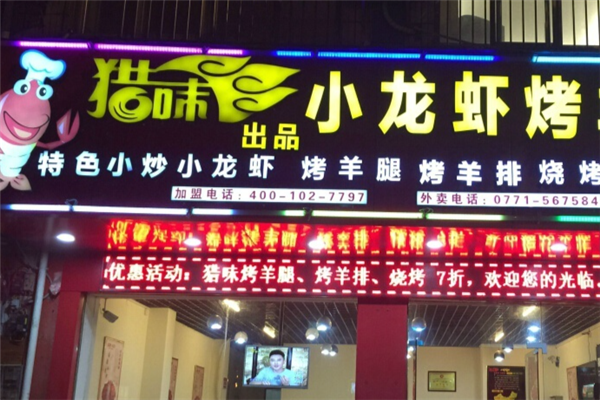 猎味 出品 小龙虾烤
特色小炒小龙虾 烤羊腿 烤羊排 烧烤
加盟电话：400-102-7797 外卖电话：0771-567584
优惠活动：猎味烤羊腿、烤羊排、烧烤 7折，欢迎您的光临